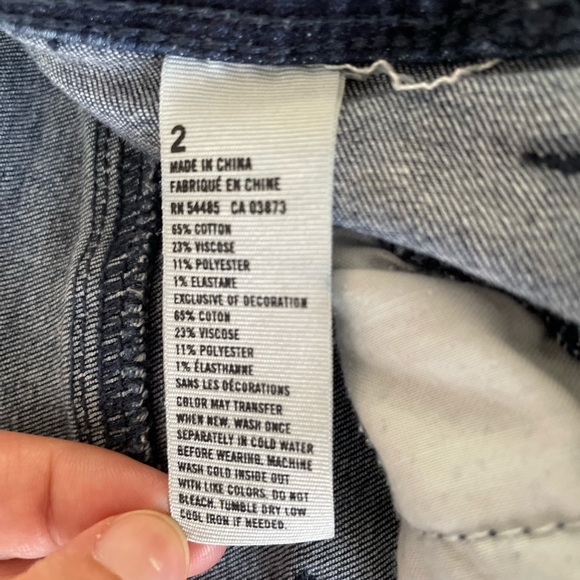 2
MADE IN CHINA
FABRIQUÉ EN CHINE
RN 54485 CA 03873
65% COTTON
23% VISCOSE
11% POLYESTER
1% ELASTANE
EXCLUSIVE OF DECORATION
65% COTON
23% VISCOSE
11% POLYESTER
1% ÉLASTHANNE
SANS LES DÉCORATIONS
COLOR MAY TRANSFER
WHEN NEW. WASH ONCE
SEPARATELY IN COLD WATER
BEFORE WEARING. MACHINE
WASH COLD INSIDE OUT
WITH LIKE COLORS. DO NOT
BLEACH. TUMBLE DRY LOW
COOL IRON IF NEEDED.